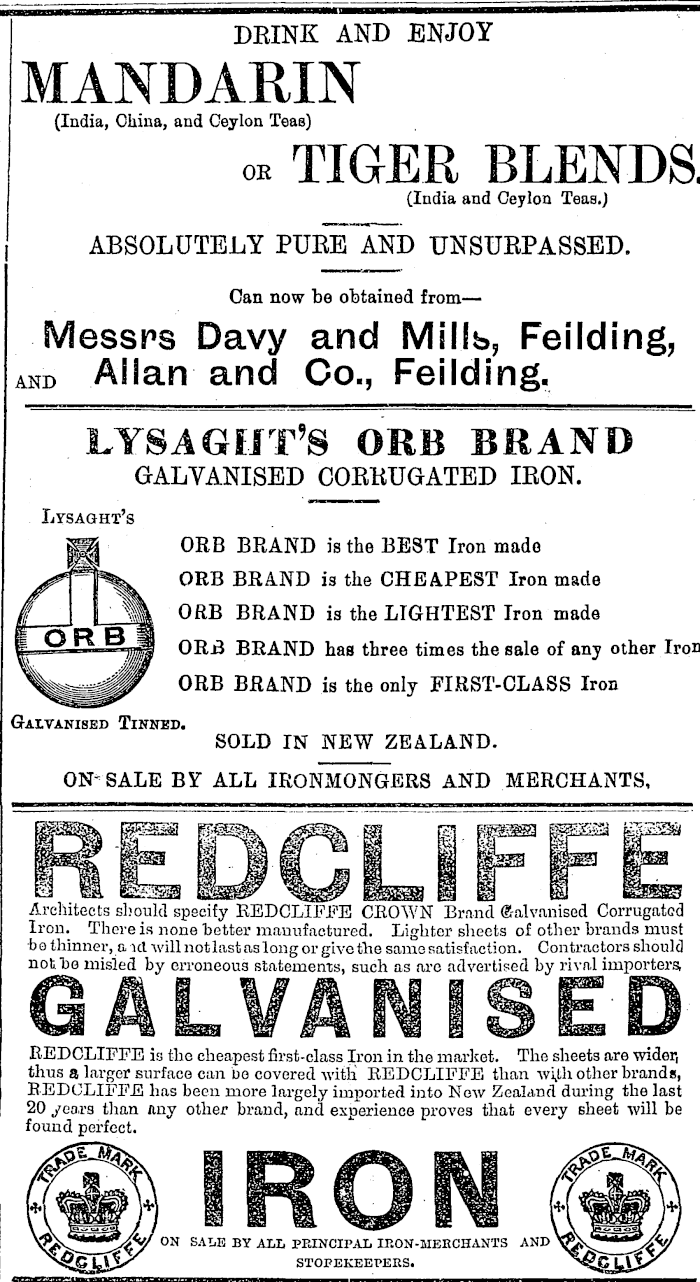 DRINK AND ENJOY
MANDARIN
(India, China, and Ceylon Teas)
OR TIGER BLENDS.
(India and Ceylon Teas.)
ABSOLUTELY PURE AND UNSURPASSED.
Can now be obtained from—
Messrs Davy and Mills, Feilding,
AND Allan and Co., Feilding.
LYSAGHT'S ORB BRAND
GALVANISED CORRUGATED IRON.
LYSAGHT'S
ORB
GALVANISED TINNED.
ORB BRAND is the BEST Iron made
ORB BRAND is the CHEAPEST Iron made
ORB BRAND is the LIGHTEST Iron made
ORB BRAND has three times the sale of any other Iron
ORB BRAND is the only FIRST-CLASS Iron
SOLD IN NEW ZEALAND.
ON SALE BY ALL IRONMONGERS AND MERCHANTS,
REDCLIFFE
Architects should specify REDCLIFFE CROWN Brand Galvanised Corrugated
Iron. There is none better manufactured. Lighter sheets of other brands must
be thinner, and will not last as long or give the same satisfaction. Contractors should
not be misled by erroneous statements, such as are advertised by rival importers,
GALVANISED
REDCLIFFE is the cheapest first-class Iron in the market. The sheets are wider,
thus a larger surface can be covered with REDCLIFFE than with other brands,
REDCLIFFE has been more largely imported into New Zealand during the last
20 years than any other brand, and experience proves that every sheet will be
found perfect.
TRADE MARK
REDCLIFFE
IRON
TRADE MARK
REDCLIFFE
ON SALE BY ALL PRINCIPAL IRON-MERCHANTS AND
STOPEKEEPERS.